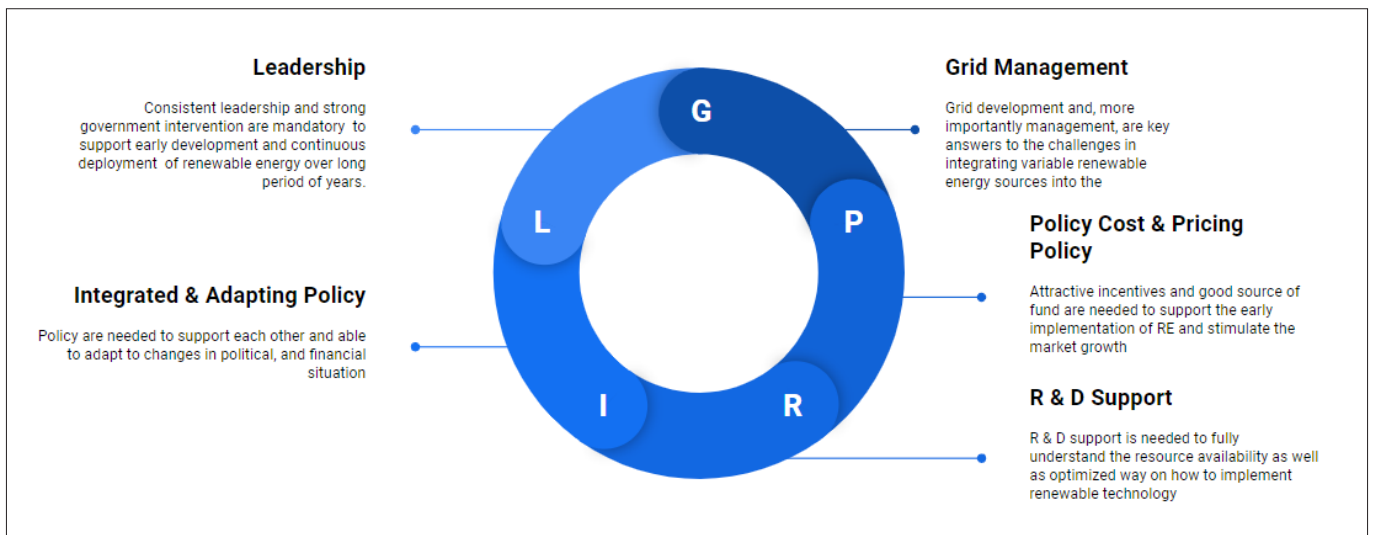 Leadership
Consistent leadership and strong
government intervention are mandatory to
support early development and continuous
deployment of renewable energy over long
period of years.
Integrated & Adapting Policy
Policy are needed to support each other and able
to adapt to changes in political, and financial
situation
G
P
R
I
L
Grid Management
Grid development and, more
importantly management, are key
answers to the challenges in
integrating variable renewable
energy sources into the
Policy Cost & Pricing
Policy
Attractive incentives and good source of
fund are needed to support the early
implementation of RE and stimulate the
market growth
R & D Support
R & D support is needed to fully
understand the resource availability as well
as optimized way on how to implement
renewable technology